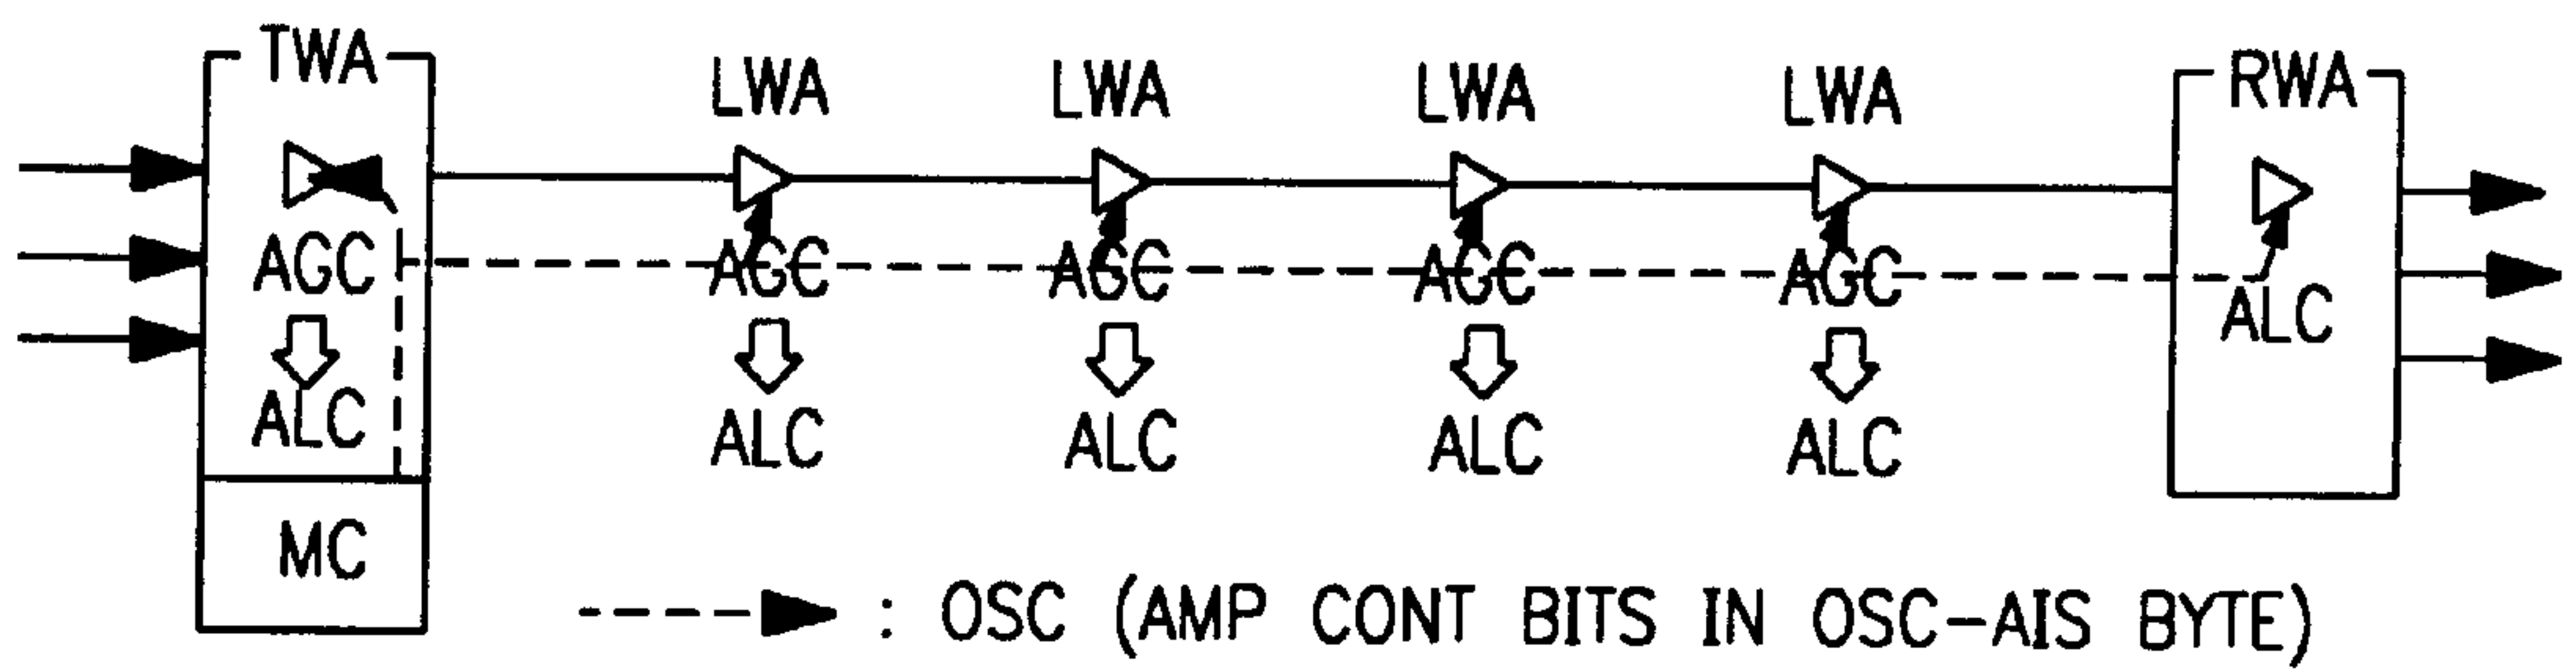 TWA LWA LWA LWA LWA RWA
AGC AGC AGC AGC AGC ALC
ALC ALC ALC ALC ALC
MC
: OSC (AMP CONT BITS IN OSC-AIS BYTE)